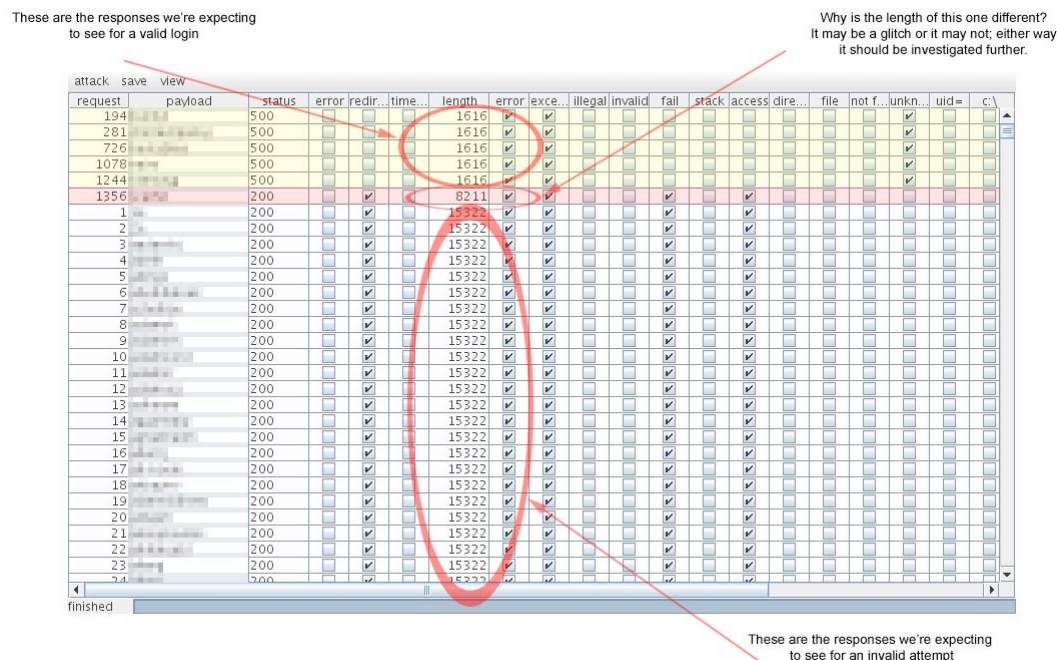 These are the responses we're expecting
to see for a valid login
Why is the length of this one different?
It may be a glitch or it may not; either way
it should be investigated further.
attack save view
request payload status error redir... time... length error exce... illegal invalid fail stack access dire... file not f... unkn... uid= c:\
194 500 1616
281 500 1616
726 500 1616
1078 500 1616
1244 500 1616
1356 200 8211
1 200 15322
2 200 15322
3 200 15322
4 200 15322
5 200 15322
6 200 15322
7 200 15322
8 200 15322
9 200 15322
10 200 15322
11 200 15322
12 200 15322
13 200 15322
14 200 15322
15 200 15322
16 200 15322
17 200 15322
18 200 15322
19 200 15322
20 200 15322
21 200 15322
22 200 15322
23 200 15322
24 200 15322
finished
These are the responses we're expecting
to see for an invalid attempt